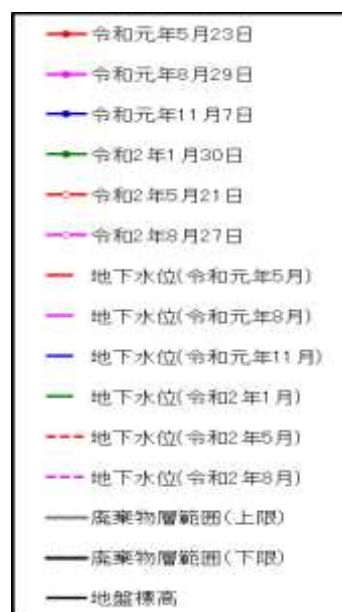 令和元年5月23日
令和元年8月29日
令和元年11月7日
令和2年1月30日
令和2年5月21日
令和2年8月27日
地下水位(令和元年5月)
地下水位(令和元年8月)
地下水位(令和元年11月)
地下水位(令和2年1月)
地下水位(令和2年5月)
地下水位(令和2年8月)
廃棄物層範囲(上限)
廃棄物層範囲(下限)
地盤標高